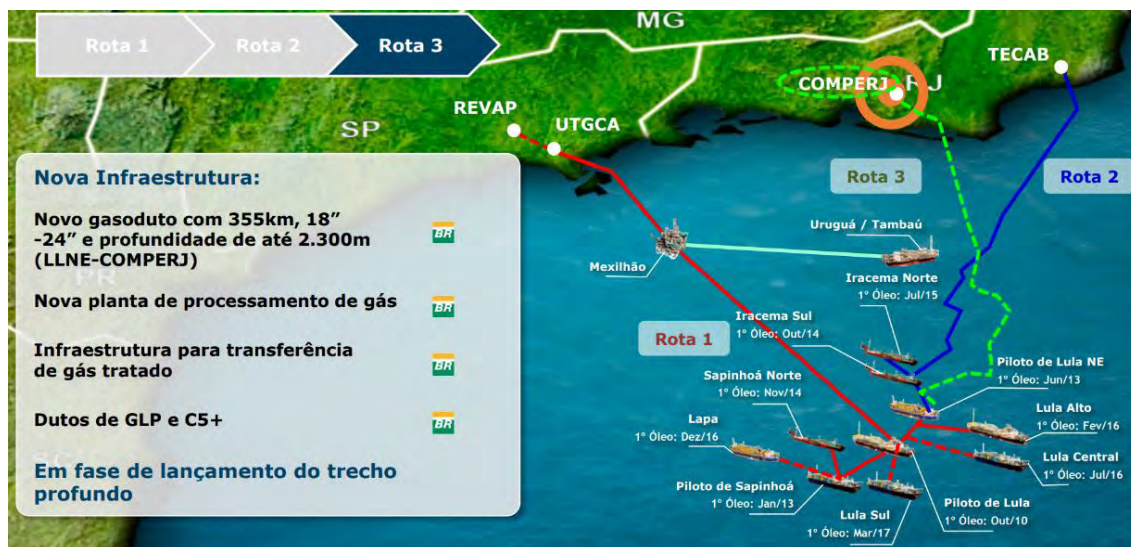 Rota 1
Rota 2
Rota 3
MG
SP
RJ
PR
REVAP
UTGCA
COMPERJ
TECAB
Nova Infraestrutura:
Novo gasoduto com 355km, 18”
-24” e profundidade de até 2.300m
(LLNE-COMPERJ)
BR
Nova planta de processamento de gás
BR
Infraestrutura para transferência
de gás tratado
BR
Dutos de GLP e C5+
BR
Em fase de lançamento do trecho
profundo
Rota 3
Rota 2
Rota 1
Mexilhão
Uruguá / Tambaú
Iracema Norte
1º Óleo: Jul/15
Iracema Sul
1º Óleo: Out/14
Sapinhoá Norte
1º Óleo: Nov/14
Lapa
1º Óleo: Dez/16
Piloto de Sapinhoá
1º Óleo: Jan/13
Lula Sul
1º Óleo: Mar/17
Piloto de Lula
1º Óleo: Out/10
Piloto de Lula NE
1º Óleo: Jun/13
Lula Alto
1º Óleo: Fev/16
Lula Central
1º Óleo: Jul/16